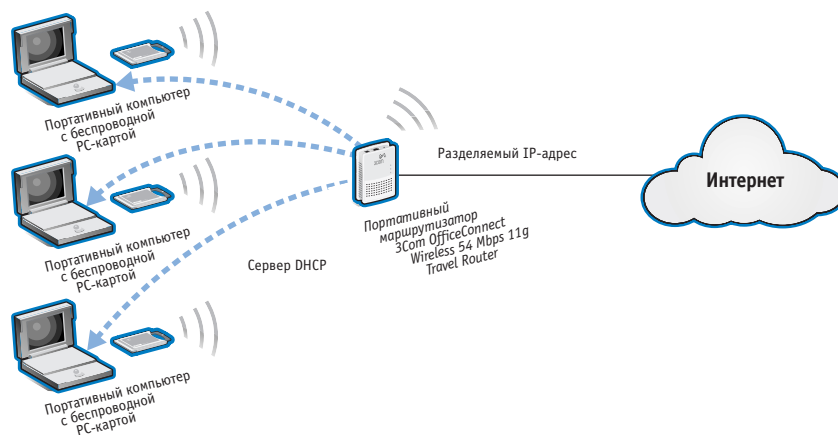 Портативный компьютер
с беспроводной
PC-картой
Разделяемый IP-адрес
Интернет
Портативный
маршрутизатор
3Com OfficeConnect
Wireless 54 Mbps 11g
Travel Router
Портативный компьютер
с беспроводной
PC-картой
Сервер DHCP
Портативный компьютер
с беспроводной
PC-картой